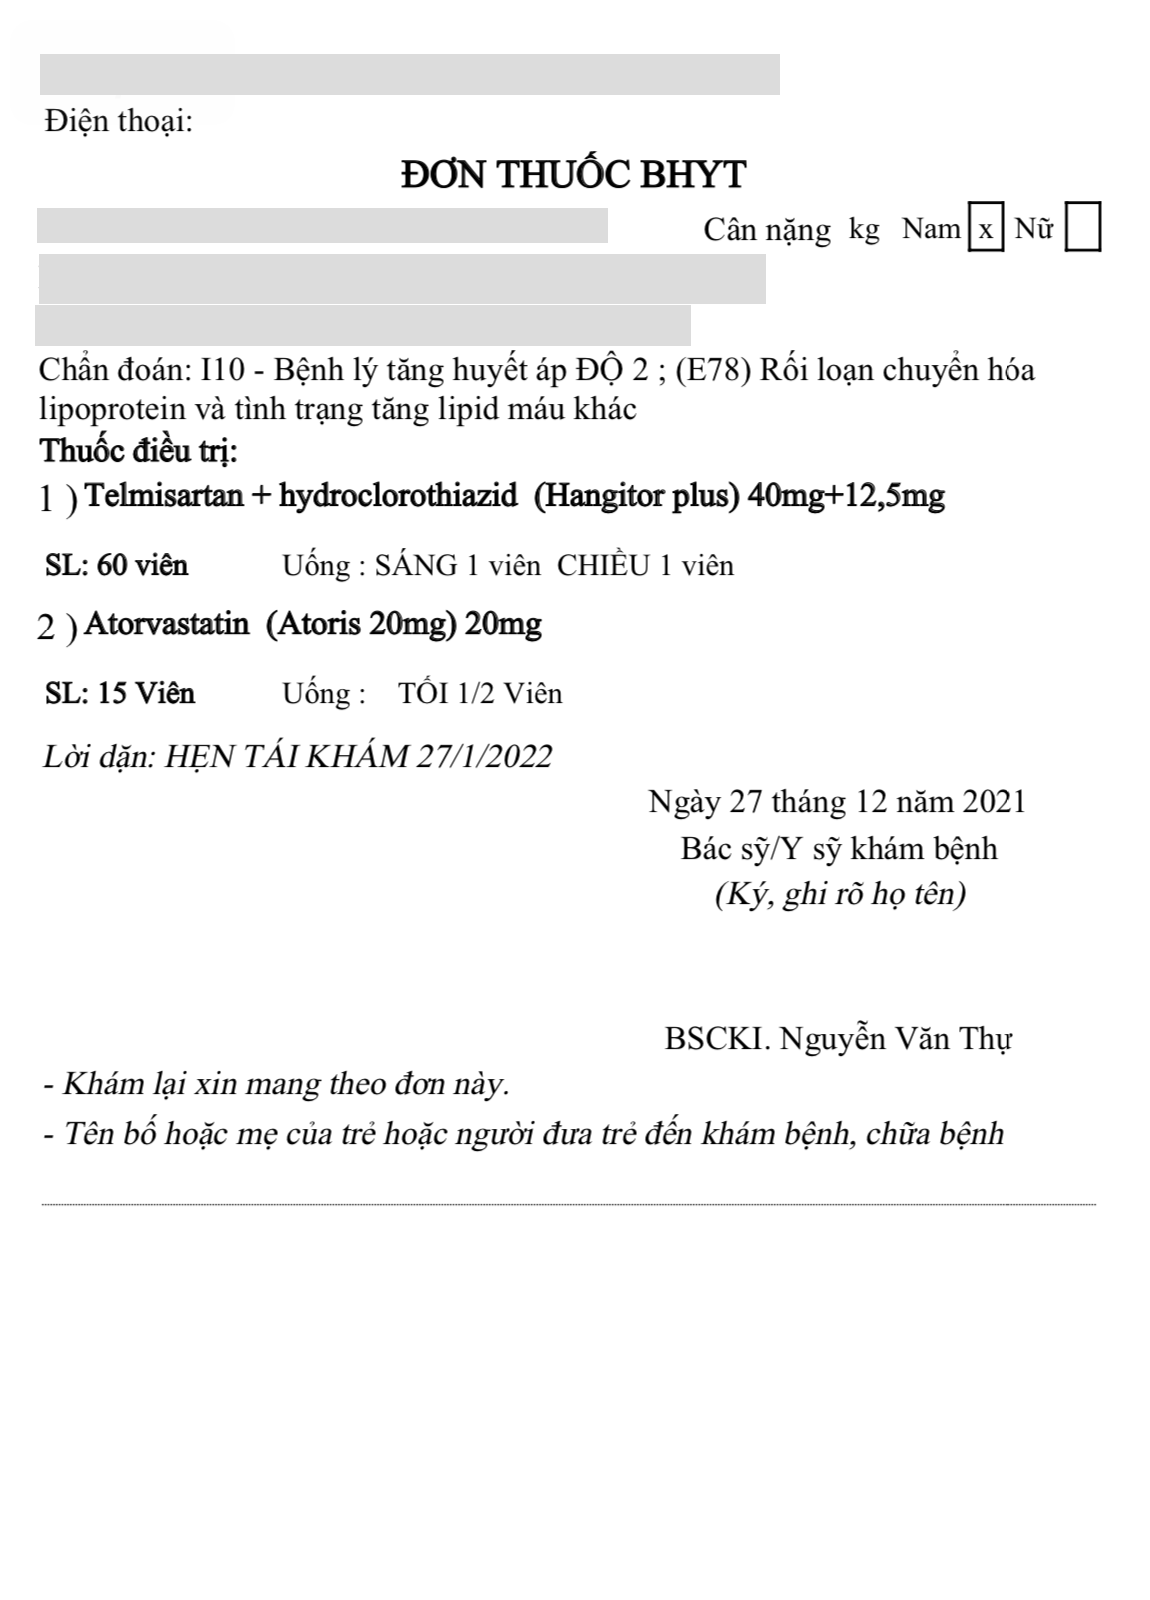 Điện thoại:
ĐƠN THUỐC BHYT
Cân nặng kg Nam x Nữ
Chẩn đoán: I10 - Bệnh lý tăng huyết áp ĐỘ 2 ; (E78) Rối loạn chuyển hóa
lipoprotein và tình trạng tăng lipid máu khác
Thuốc điều trị:
1 ) Telmisartan + hydroclorothiazid (Hangitor plus) 40mg+12,5mg
SL: 60 viên Uống : SÁNG 1 viên CHIỀU 1 viên
2 ) Atorvastatin (Atoris 20mg) 20mg
SL: 15 Viên Uống : TỐI 1/2 Viên
Lời dặn: HẸN TÁI KHÁM 27/1/2022
Ngày 27 tháng 12 năm 2021
Bác sỹ/Y sỹ khám bệnh
(Ký, ghi rõ họ tên)
BSCKI. Nguyễn Văn Thự
- Khám lại xin mang theo đơn này.
- Tên bố hoặc mẹ của trẻ hoặc người đưa trẻ đến khám bệnh, chữa bệnh